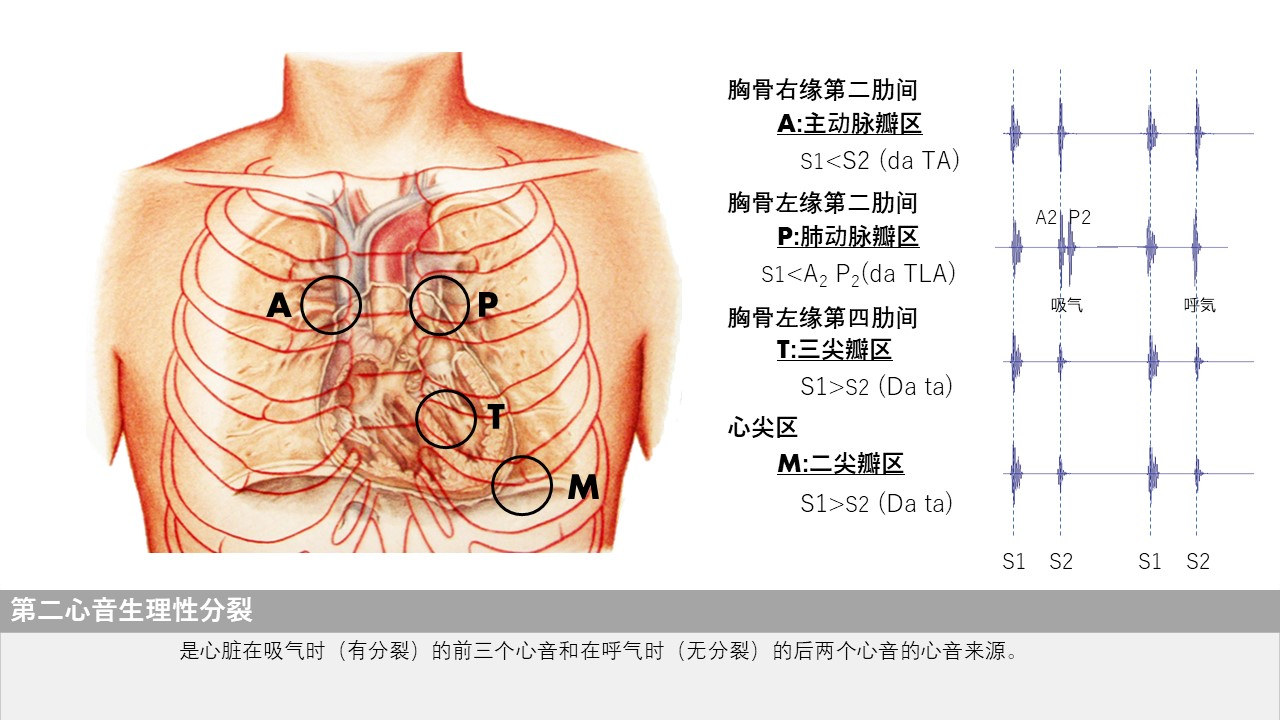 胸骨右缘第二肋间
A:主动脉瓣区
S1<S2 (da TA)
胸骨左缘第二肋间
P:肺动脉瓣区
S1<A₂ P₂(da TLA)
胸骨左缘第四肋间
T:三尖瓣区
S1>S2 (Da ta)
心尖区
M:二尖瓣区
S1>S2 (Da ta)
A
P
T
M
A2 P2
吸气
呼気
S1 S2 S1 S2
第二心音生理性分裂
是心脏在吸气时（有分裂）的前三个心音和在呼气时（无分裂）的后两个心音的心音来源。